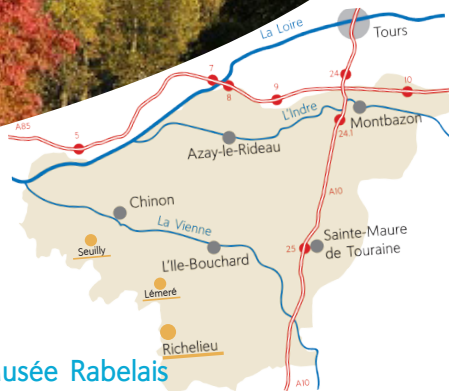 La Loire
Tours
7
24
8
9
10
A85
5
L'Indre
Montbazon
24.1
Azay-le-Rideau
A10
Chinon
La Vienne
Seuilly
Sainte-Maure
de Touraine
25
L'Ile-Bouchard
Lémeré
Richelieu
usée Rabelais
A10